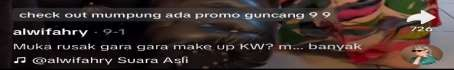 check out mumpung ada promo guncang 9 9
alwifahry · 9-1
726
Muka rusak gara gara make up KW? m... banyak
♫ @alwifahry Suara Asli